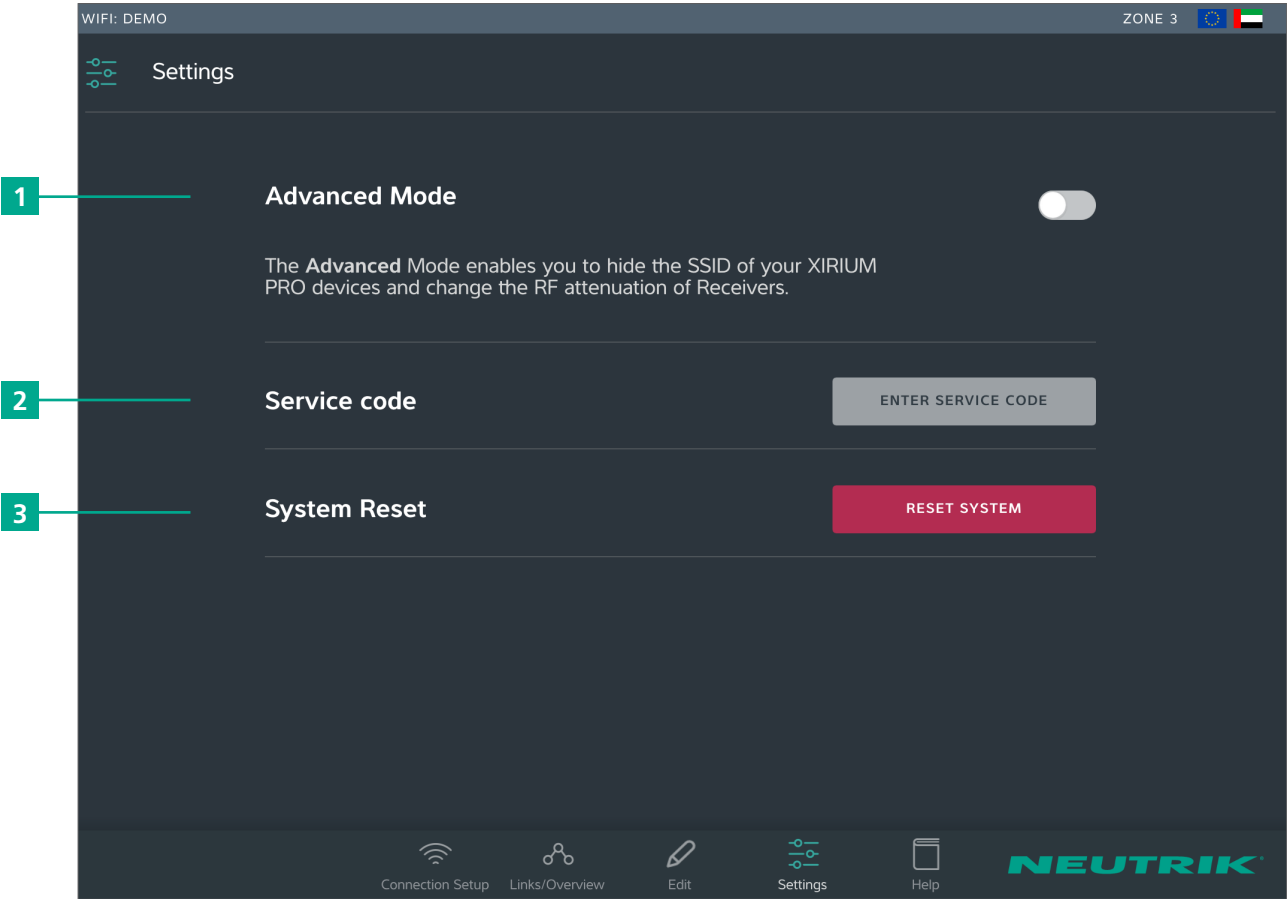 WIFI: DEMO
ZONE 3
Settings
1
Advanced Mode
The Advanced Mode enables you to hide the SSID of your XIRIUM
PRO devices and change the RF attenuation of Receivers.
2
Service code
ENTER SERVICE CODE
3
System Reset
RESET SYSTEM
Connection Setup
Links/Overview
Edit
Settings
Help
NEUTRIK